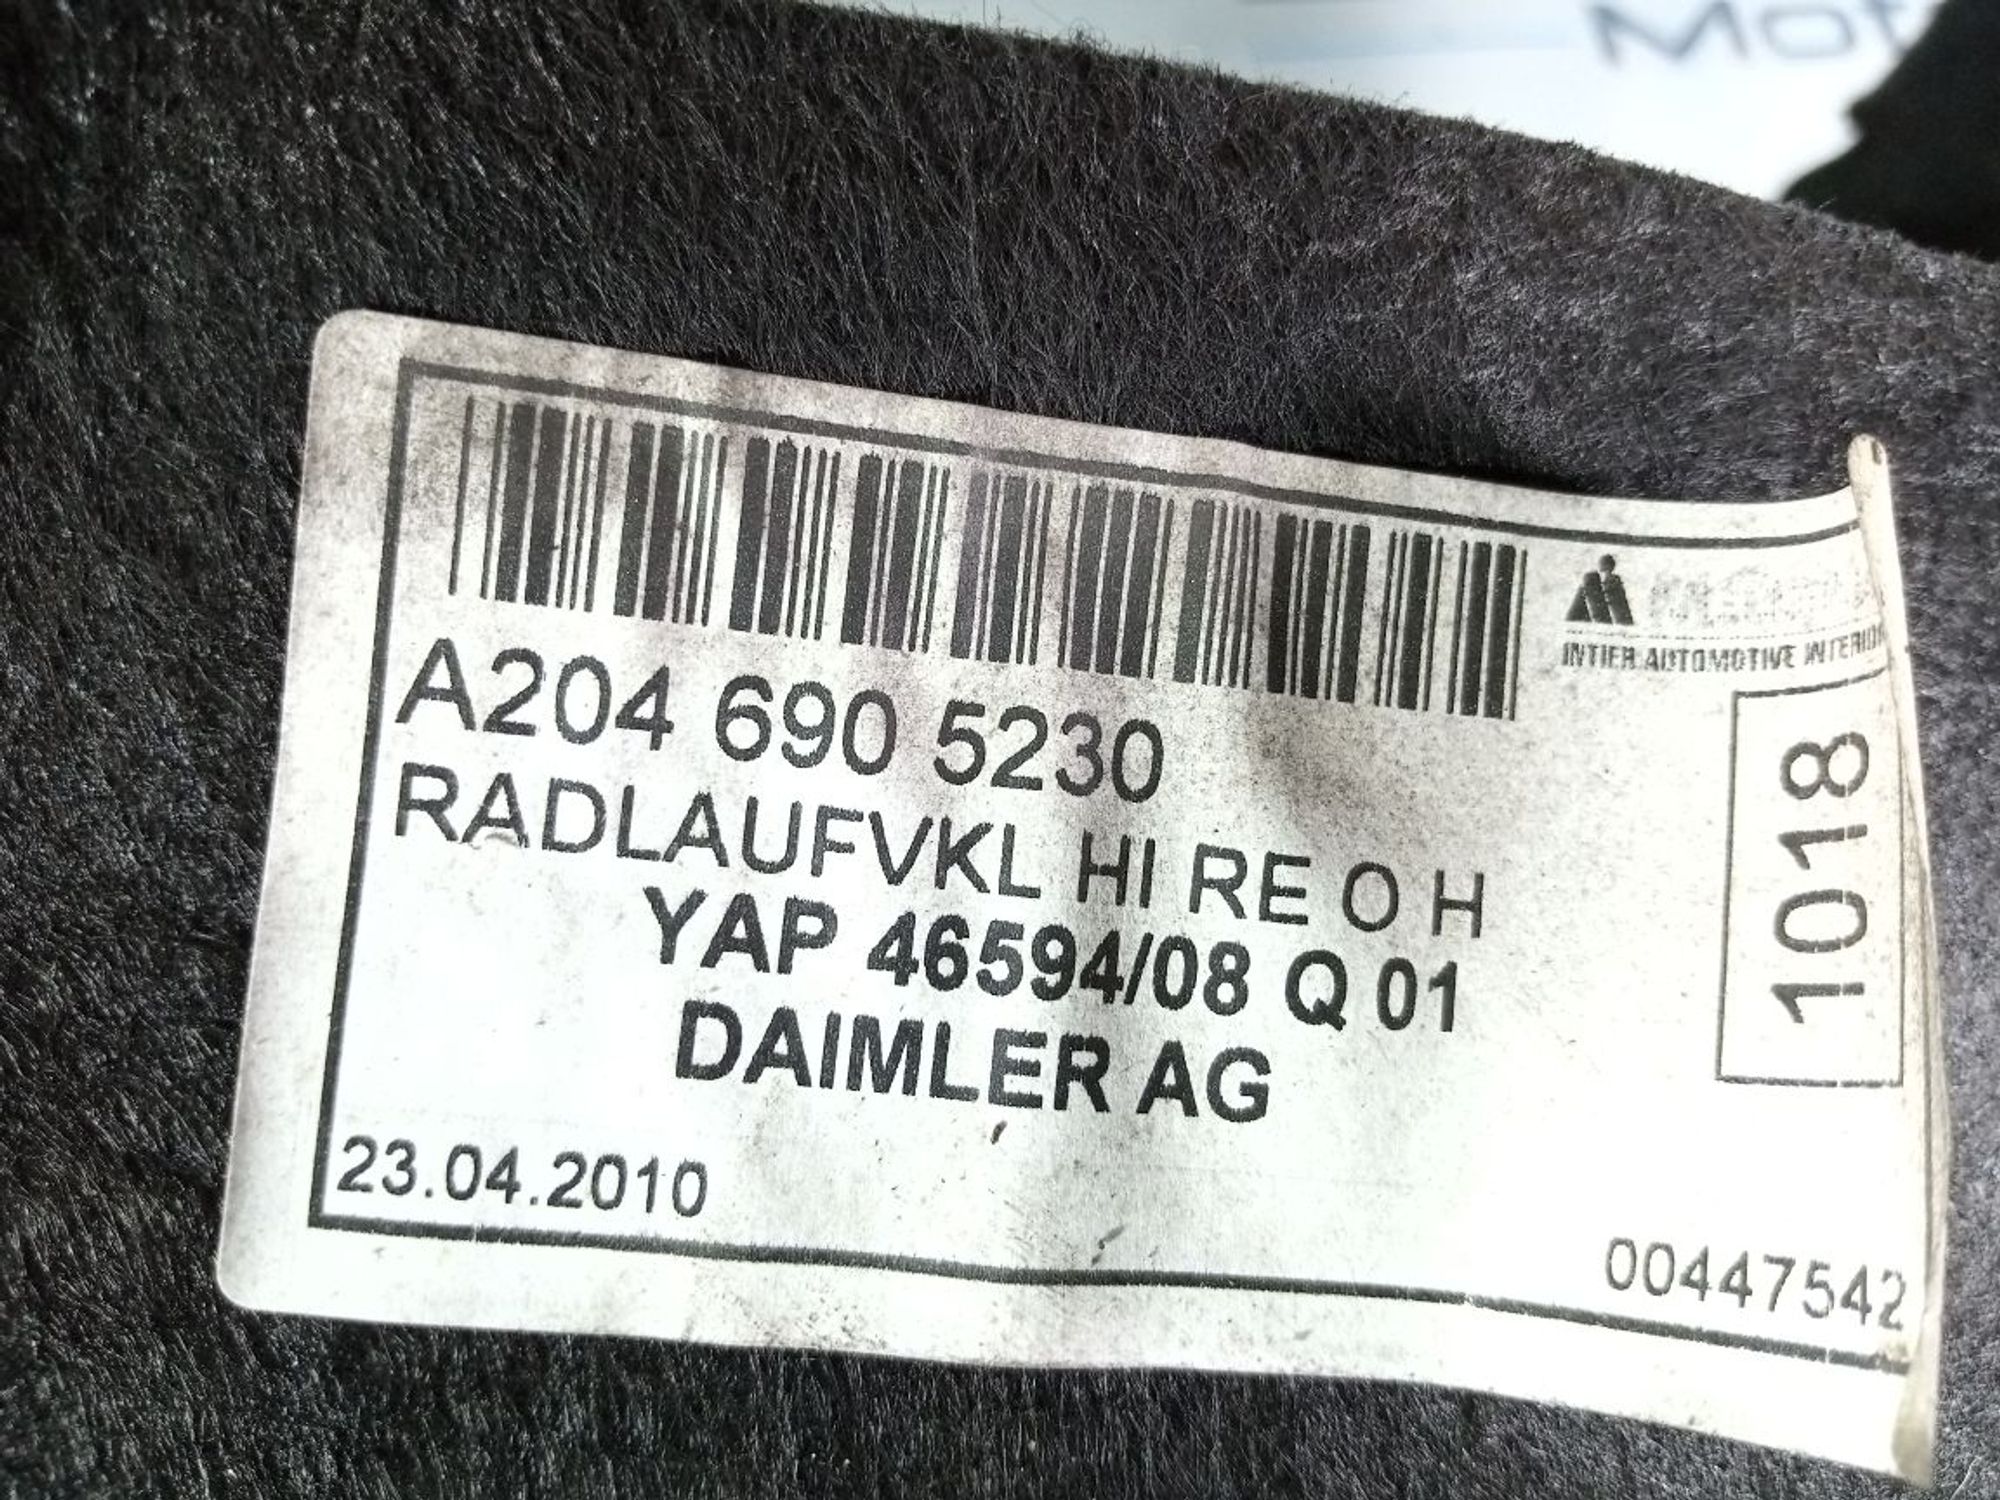 INTIER AUTOMOTIVE
A204 690 5230
RADLAUFVKL HI RE O H
YAP 46594/08 Q 01
DAIMLER AG
1018
23.04.2010
00447542